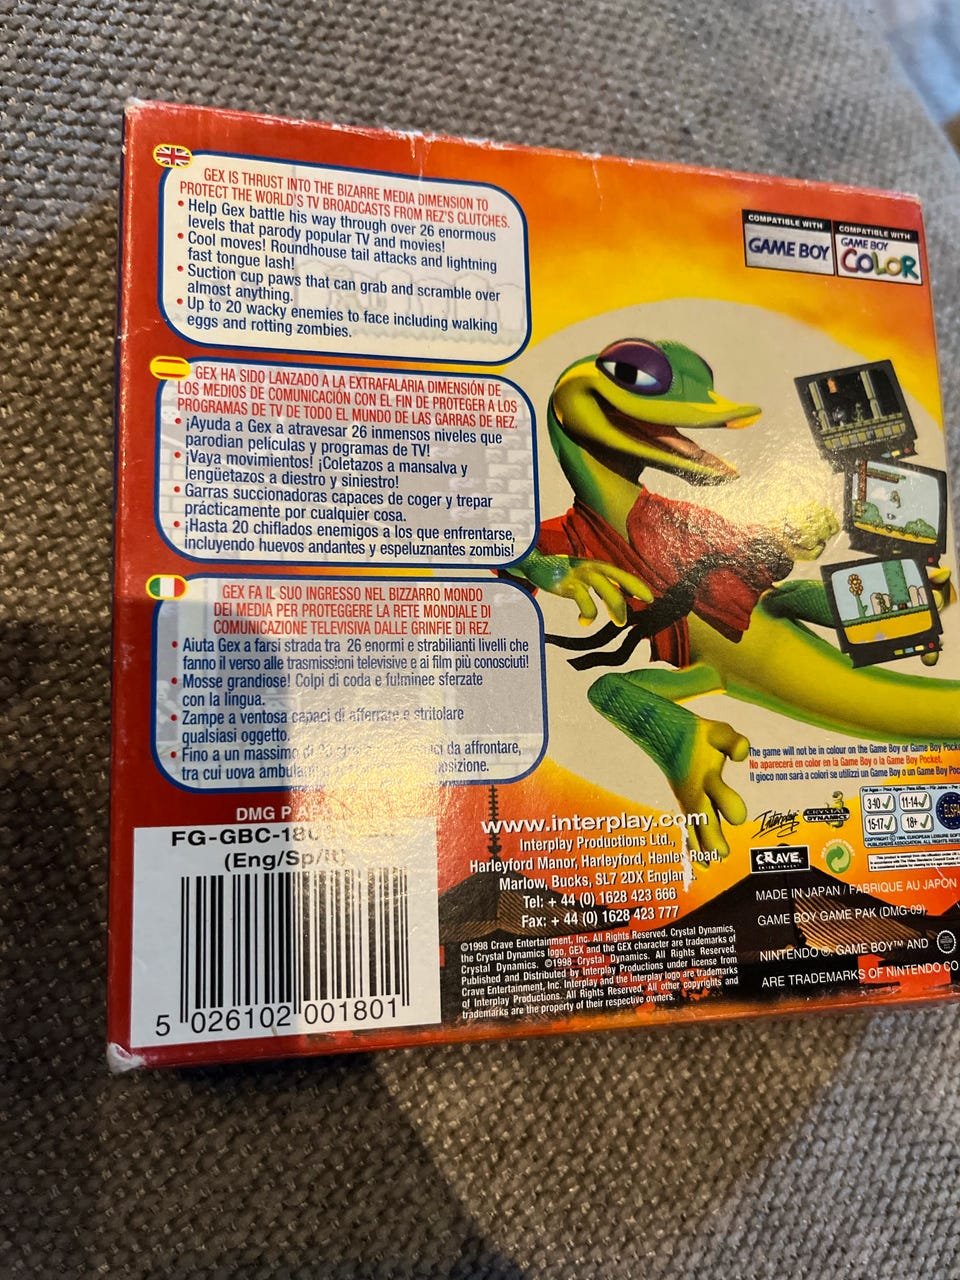 GEX IS THRUST INTO THE BIZARRE MEDIA DIMENSION TO
PROTECT THE WORLD'S TV BROADCASTS FROM REZ'S CLUTCHES.
• Help Gex battle his way through over 26 enormous
levels that parody popular TV and movies!
• Cool moves! Roundhouse tail attacks and lightning
fast tongue lash!
• Suction cup paws that can grab and scramble over
almost anything.
• Up to 20 wacky enemies to face including walking
eggs and rotting zombies.
GEX HA SIDO LANZADO A LA EXTRAFALARIA DIMENSIÓN DE
LOS MEDIOS DE COMUNICACIÓN CON EL FIN DE PROTEGER A LOS
PROGRAMAS DE TV DE TODO EL MUNDO DE LAS GARRAS DE REZ.
• ¡Ayuda a Gex a atravesar 26 inmensos niveles que
parodian películas y programas de TV!
• ¡Vaya movimientos! ¡Coletazos a mansalva y
lengüetazos a diestro y siniestro!
• Garras succionadoras capaces de coger y trepar
prácticamente por cualquier cosa.
• ¡Hasta 20 chiflados enemigos a los que enfrentarse,
incluyendo huevos andantes y espeluznantes zombis!
GEX FA IL SUO INGRESSO NEL BIZZARRO MONDO
DEI MEDIA PER PROTEGGERE LA RETE MONDIALE DI
COMUNICAZIONE TELEVISIVA DALLE GRINFIE DI REZ.
• Aiuta Gex a farsi strada tra 26 enormi e strabilianti livelli che
fanno il verso alle trasmissioni televisive e ai film più conosciuti!
• Mosse grandiose! Colpi di coda e fulminee sferzate
con la lingua.
• Zampe a ventosa capaci di afferrare e stritolare
qualsiasi oggetto.
• Fino a un massimo di 20 da affrontare,
tra cui uova
COMPATIBLE WITH
GAME BOY
COMPATIBLE WITH
GAME BOY
COLOR
The game will not be in colour on the Game Boy or Game Boy Pocke
No aparecerá en color en la Game Boy o la Game Boy Pocket.
Il gioco non sarà a colori se utilizzi un Game Boy o un Game Boy Poc
DMG P
FG-GBC-180
(Eng/Sp/It)
5 026102 001801
www.interplay.com
Interplay Productions Ltd.,
Harleyford Manor, Harleyford, Henley Road,
Marlow, Bucks, SL7 2DX England.
Tel: + 44 (0) 1628 423 666
Fax: + 44 (0) 1628 423 777
©1998 Crave Entertainment, Inc. All Rights Reserved. Crystal Dynamics,
the Crystal Dynamics logo, GEX and the GEX character are trademarks of
Crystal Dynamics. ©1998 Crystal Dynamics. All Rights Reserved.
Published and Distributed by Interplay Productions under license from
Crave Entertainment, Inc. Interplay and the Interplay logo are trademarks
of Interplay Productions. All Rights Reserved. All other copyrights and
trademarks are the property of their respective owners.
Interplay
CRYSTAL
DYNAMICS
CRAVE
ENTERTAINMENT
3-10
11-14
15-17
18+
MADE IN JAPAN / FABRIQUE AU JAPON
GAME BOY GAME PAK (DMG-09)
NINTENDO ®, GAME BOY™ AND
ARE TRADEMARKS OF NINTENDO CO